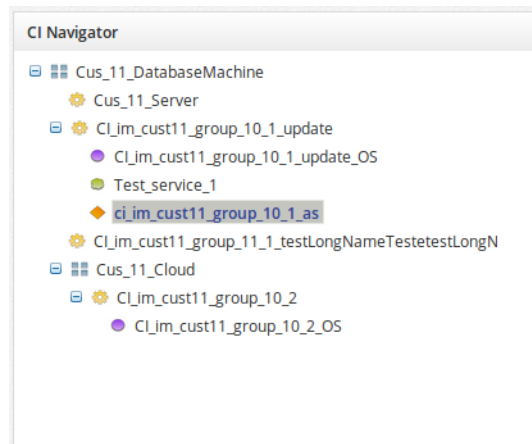 CI Navigator
Cus_11_DatabaseMachine
Cus_11_Server
CI_im_cust11_group_10_1_update
CI_im_cust11_group_10_1_update_OS
Test_service_1
ci_im_cust11_group_10_1_as
CI_im_cust11_group_11_1_testLongNameTestetestLongN
Cus_11_Cloud
CI_im_cust11_group_10_2
CI_im_cust11_group_10_2_OS